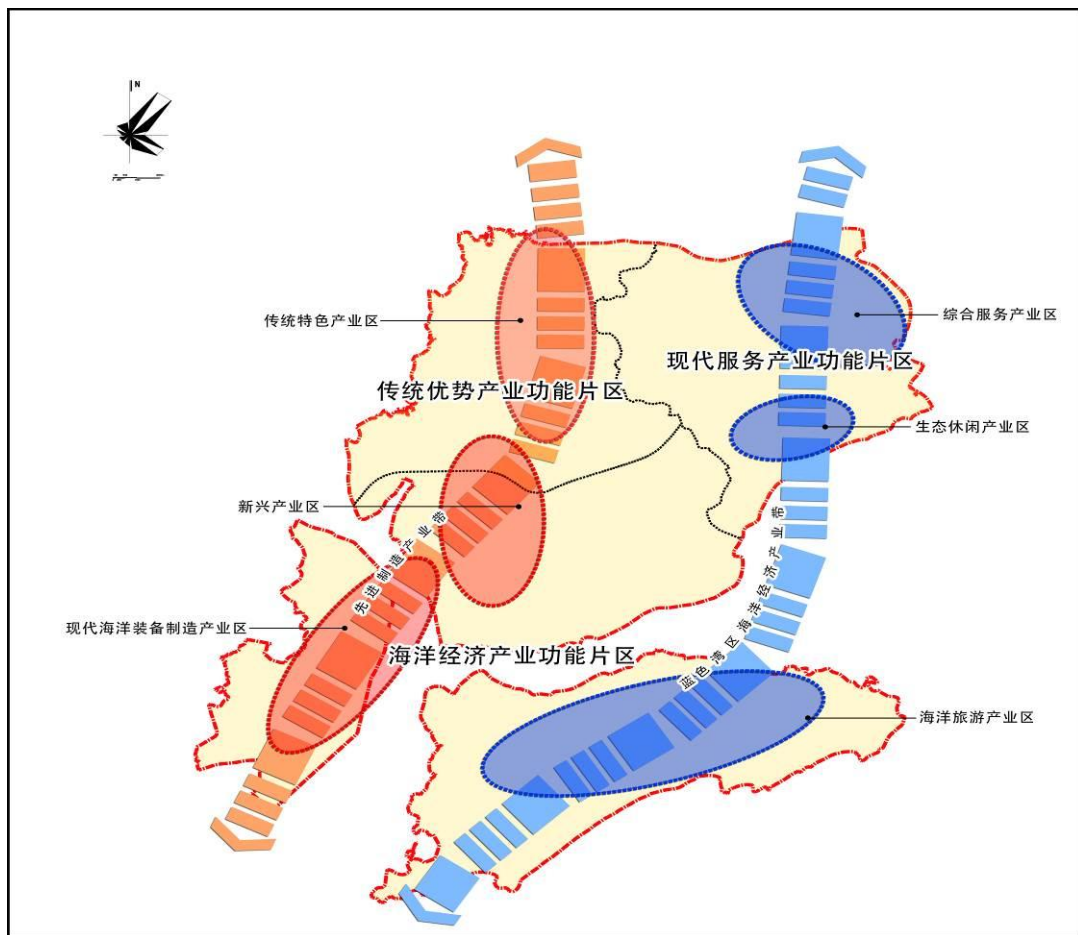 N
传统特色产业区
综合服务产业区
现代服务产业功能片区
传统优势产业功能片区
生态休闲产业区
新兴产业区
先进制造产业带
蓝色湾区海洋经济产业带
现代海洋装备制造产业区
海洋经济产业功能片区
海洋旅游产业区